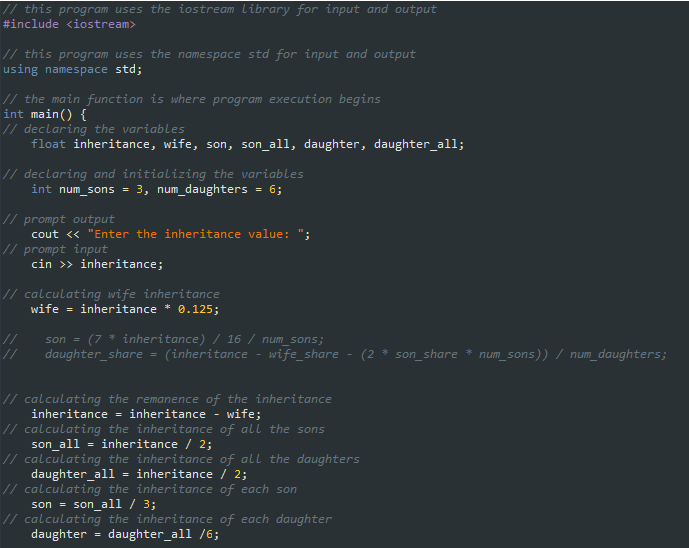 // this program uses the iostream library for input and output
#include <iostream>
// this program uses the namespace std for input and output
using namespace std;
// the main function is where program execution begins
int main() {
// declaring the variables
float inheritance, wife, son, son_all, daughter, daughter_all;
// declaring and initializing the variables
int num_sons = 3, num_daughters = 6;
// prompt output
cout << "Enter the inheritance value: ";
// prompt input
cin >> inheritance;
// calculating wife inheritance
wife = inheritance * 0.125;
// son = (7 * inheritance) / 16 / num_sons;
// daughter_share = (inheritance - wife_share - (2 * son_share * num_sons)) / num_daughters;
// calculating the remanence of the inheritance
inheritance = inheritance - wife;
// calculating the inheritance of all the sons
son_all = inheritance / 2;
// calculating the inheritance of all the daughters
daughter_all = inheritance / 2;
// calculating the inheritance of each son
son = son_all / 3;
// calculating the inheritance of each daughter
daughter = daughter_all /6;